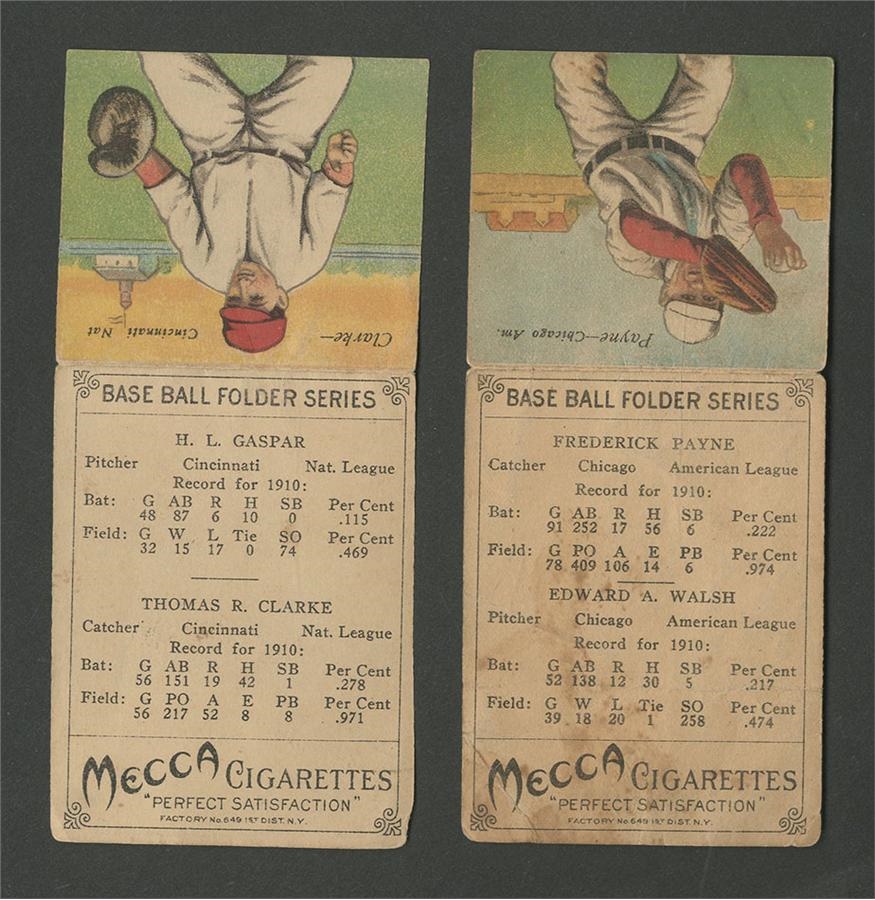 Clarke— Cincinnati Nat
BASE BALL FOLDER SERIES
H. L. GASPAR
Pitcher Cincinnati Nat. League
Record for 1910:
Bat: G AB R H SB Per Cent
48 87 6 10 0 .115
Field: G W L Tie SO Per Cent
32 15 17 0 74 .469
THOMAS R. CLARKE
Catcher Cincinnati Nat. League
Record for 1910:
Bat: G AB R H SB Per Cent
56 151 19 42 1 .278
Field: G PO A E PB Per Cent
56 217 52 8 8 .971
MECCA CIGARETTES
"PERFECT SATISFACTION"
FACTORY No. 649 1ST DIST. N.Y.
Payne—Chicago Am.
BASE BALL FOLDER SERIES
FREDERICK PAYNE
Catcher Chicago American League
Record for 1910:
Bat: G AB R H SB Per Cent
91 252 17 56 6 .222
Field: G PO A E PB Per Cent
78 409 106 14 6 .974
EDWARD A. WALSH
Pitcher Chicago American League
Record for 1910:
Bat: G AB R H SB Per Cent
52 138 12 30 5 .217
Field: G W L Tie SO Per Cent
39 18 20 1 258 .474
MECCA CIGARETTES
"PERFECT SATISFACTION"
FACTORY No. 649 1ST DIST. N.Y.